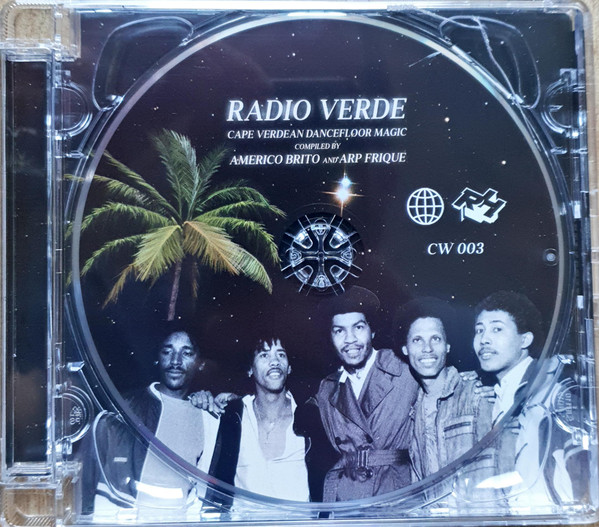 RADIO VERDE
CAPE VERDEAN DANCEFLOOR MAGIC
COMPILED BY
AMERICO BRITO AND ARP FRIQUE
CW 003